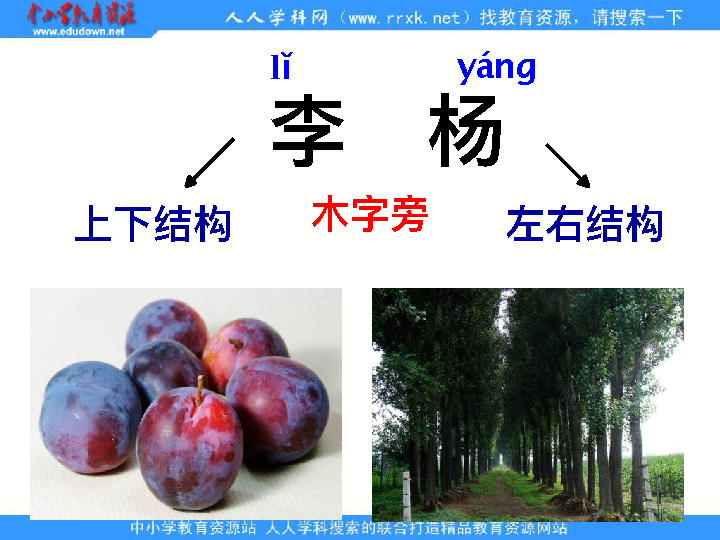 中小学教育资源
www.edudown.net
人人学科网（www.rrxk.net）找教育资源，请搜索一下
lǐ yáng
李 杨
上下结构 木字旁 左右结构
中小学教育资源站 人人学科搜索的联合打造精品教育资源网站